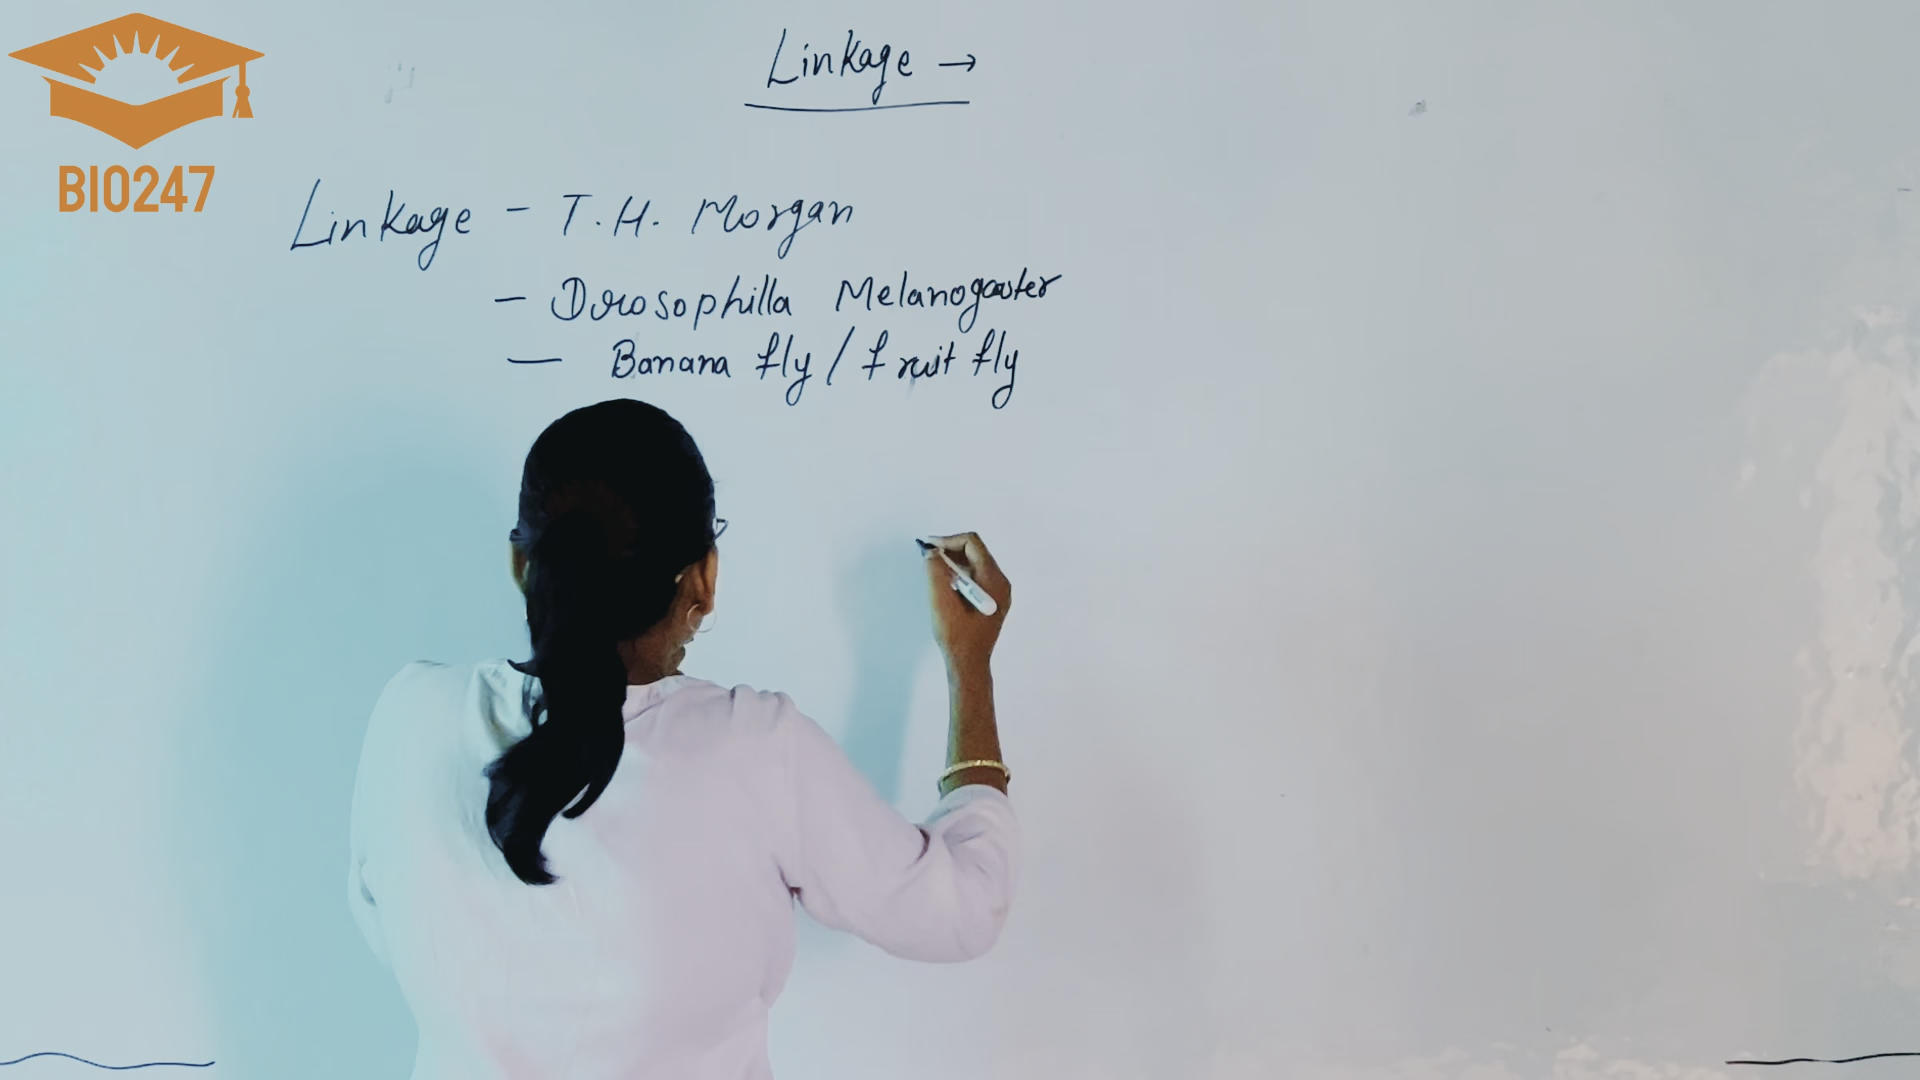 BIO247
Linkage →
Linkage - T.H. Morgan
- Drosophilla Melanogaster
— Banana fly / fruit fly